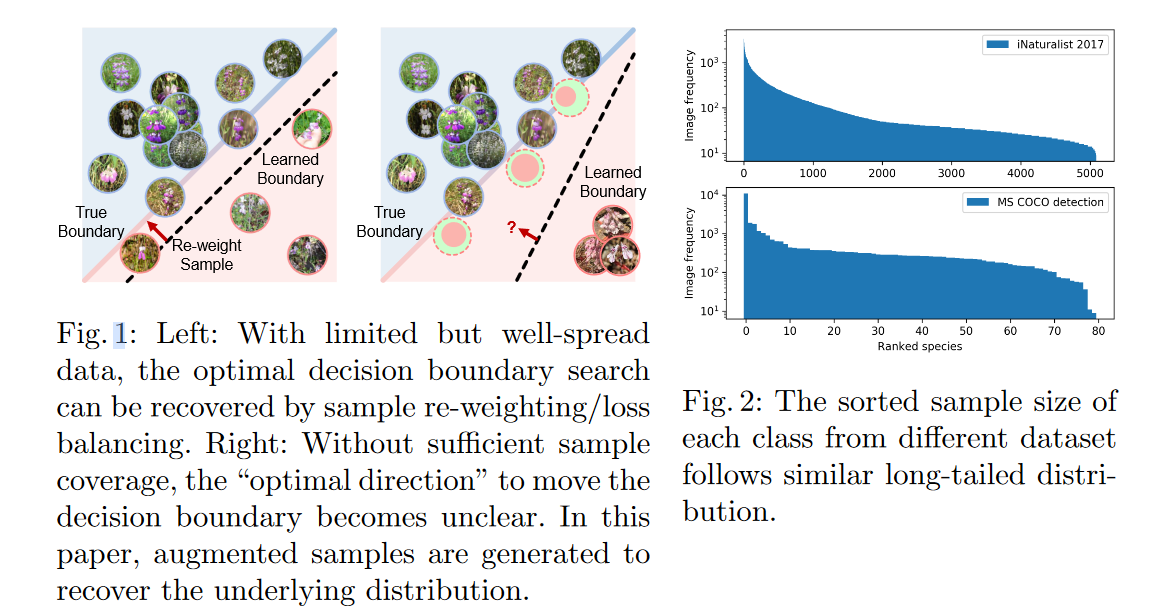 True
Boundary
Learned
Boundary
Re-weight
Sample
True
Boundary
Learned
Boundary
?
Fig. 1: Left: With limited but well-spread
data, the optimal decision boundary search
can be recovered by sample re-weighting/loss
balancing. Right: Without sufficient sample
coverage, the “optimal direction” to move the
decision boundary becomes unclear. In this
paper, augmented samples are generated to
recover the underlying distribution.
iNaturalist 2017
Image frequency
10³
10²
10¹
0 1000 2000 3000 4000 5000
MS COCO detection
Image frequency
10⁴
10³
10²
10¹
0 10 20 30 40 50 60 70 80
Ranked species
Fig. 2: The sorted sample size of
each class from different dataset
follows similar long-tailed distri-
bution.